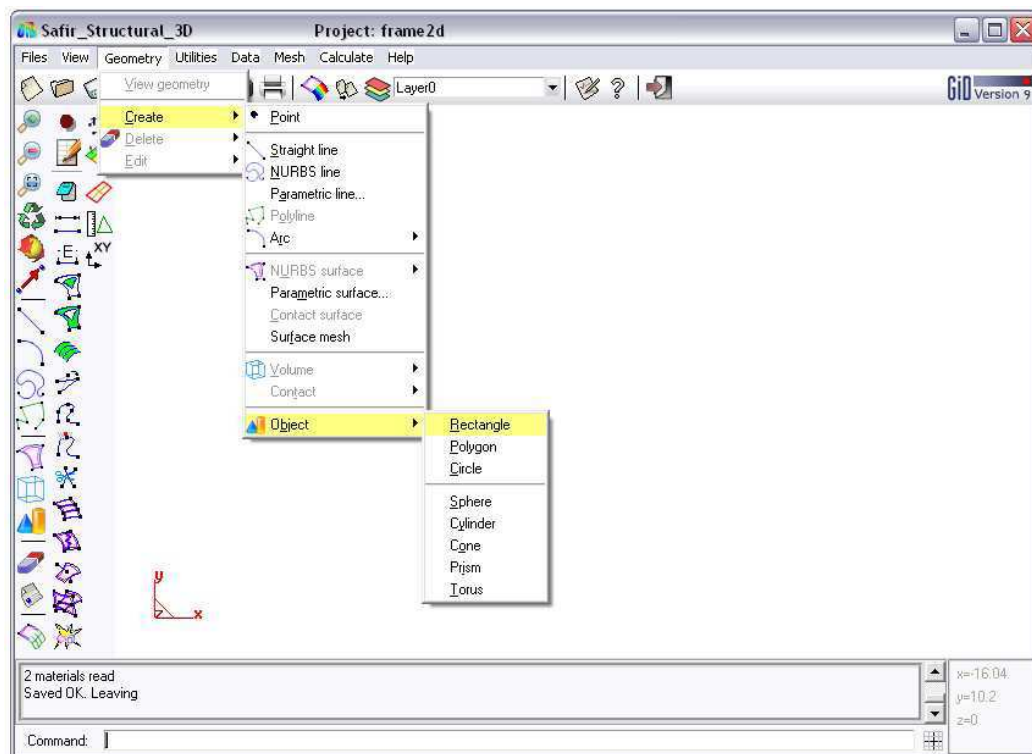 Safir_Structural_3D Project: frame2d
Files View Geometry Utilities Data Mesh Calculate Help
Layer0
GiD Version 9
View geometry
Create
Delete
Edit
Point
Straight line
NURBS line
Parametric line...
Polyline
Arc
NURBS surface
Parametric surface...
Contact surface
Surface mesh
Volume
Contact
Object
Rectangle
Polygon
Circle
Sphere
Cylinder
Cone
Prism
Torus
E
XY
y
z x
2 materials read
Saved OK. Leaving
x=-16.04.
y=10.2
z=0
Command: